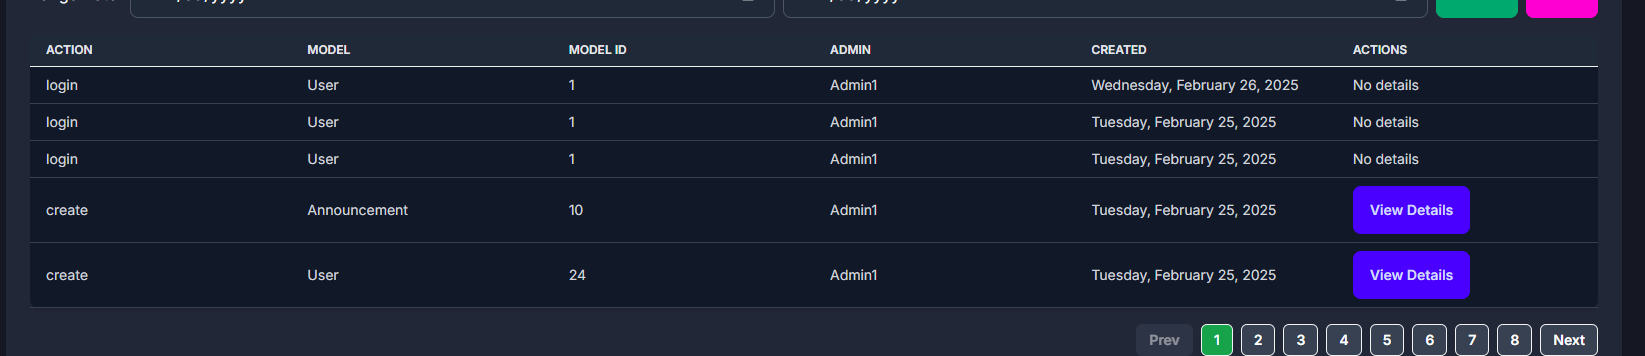 ACTION MODEL MODEL ID ADMIN CREATED ACTIONS
login User 1 Admin1 Wednesday, February 26, 2025 No details
login User 1 Admin1 Tuesday, February 25, 2025 No details
login User 1 Admin1 Tuesday, February 25, 2025 No details
create Announcement 10 Admin1 Tuesday, February 25, 2025 View Details
create User 24 Admin1 Tuesday, February 25, 2025 View Details
Prev 1 2 3 4 5 6 7 8 Next